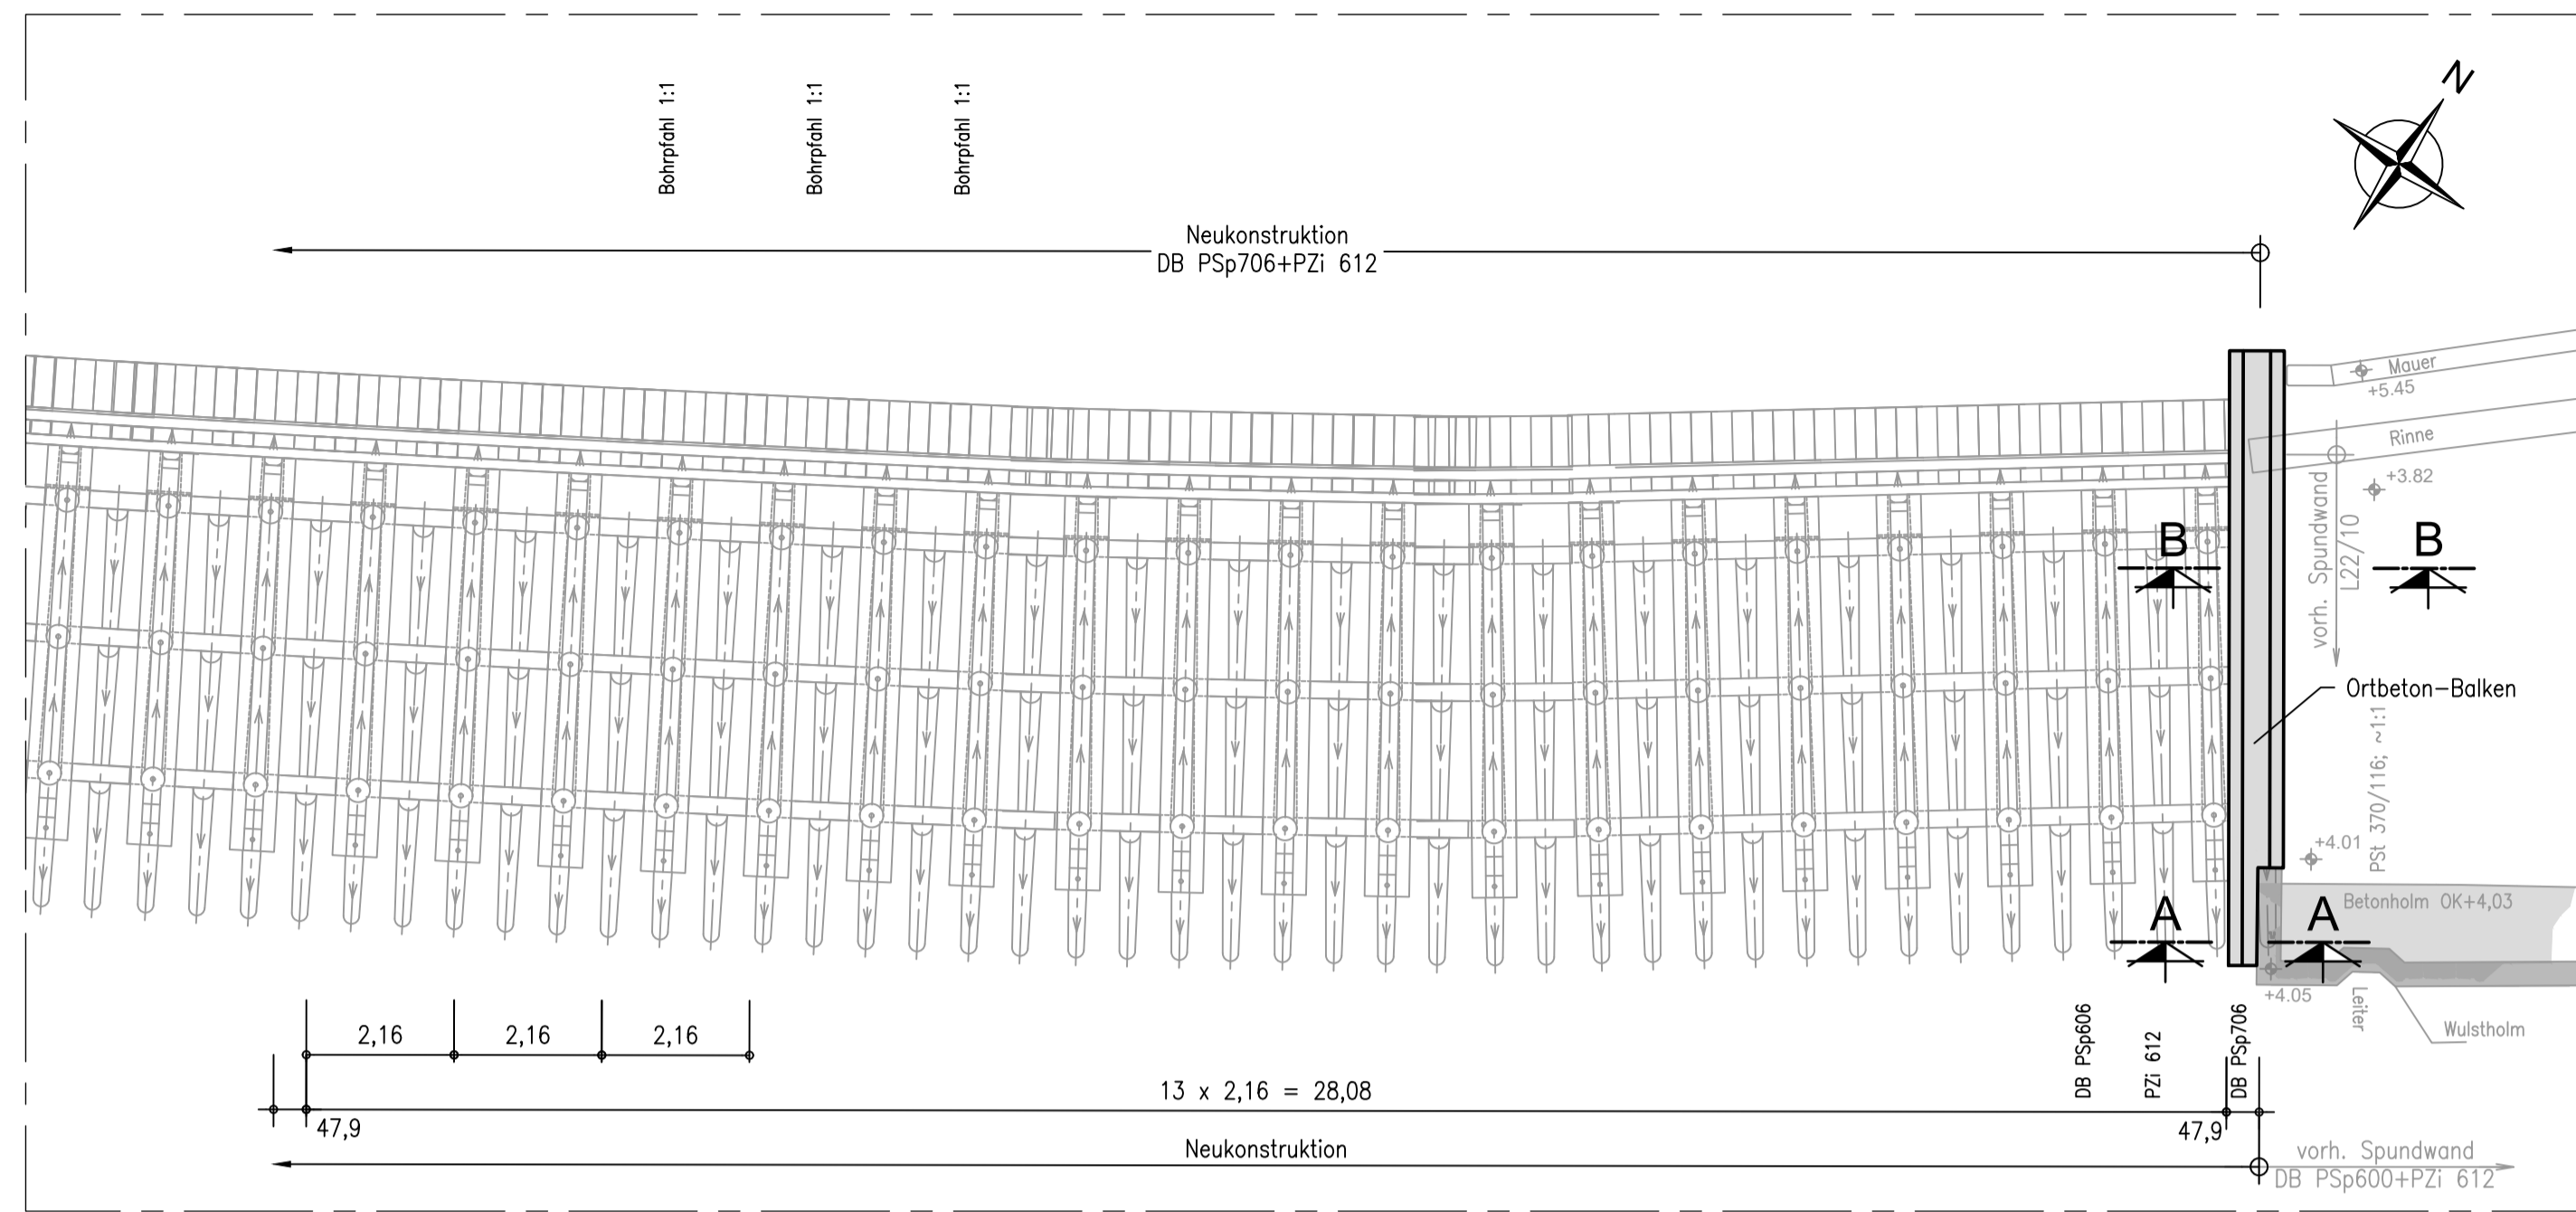 N
Bohrpfahl 1:1
Bohrpfahl 1:1
Bohrpfahl 1:1
Neukonstruktion
DB PSp706+PZi 612
Mauer
+5.45
Rinne
+3.82
vorh. Spundwand
L22/10
B
B
Ortbeton-Balken
PSt 370/116; ~1:1
+4.01
Betonholm OK+4,03
A
A
+4.05
Leiter
Wulstholm
DB PSp606
PZi 612
DB PSp706
2,16
2,16
2,16
13 x 2,16 = 28,08
47,9
47,9
Neukonstruktion
vorh. Spundwand
DB PSp600+PZi 612